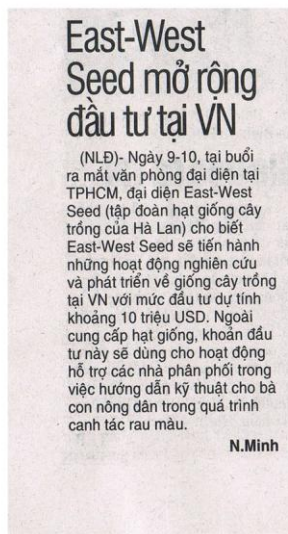 East-West
Seed mở rộng
đầu tư tại VN
(NLĐ)- Ngày 9-10, tại buổi
ra mắt văn phòng đại diện tại
TPHCM, đại diện East-West
Seed (tập đoàn hạt giống cây
trồng của Hà Lan) cho biết
East-West Seed sẽ tiến hành
những hoạt động nghiên cứu
và phát triển về giống cây trồng
tại VN với mức đầu tư dự tính
khoảng 10 triệu USD. Ngoài
cung cấp hạt giống, khoản đầu
tư này sẽ dùng cho hoạt động
hỗ trợ các nhà phân phối trong
việc hướng dẫn kỹ thuật cho bà
con nông dân trong quá trình
canh tác rau màu.
N.Minh